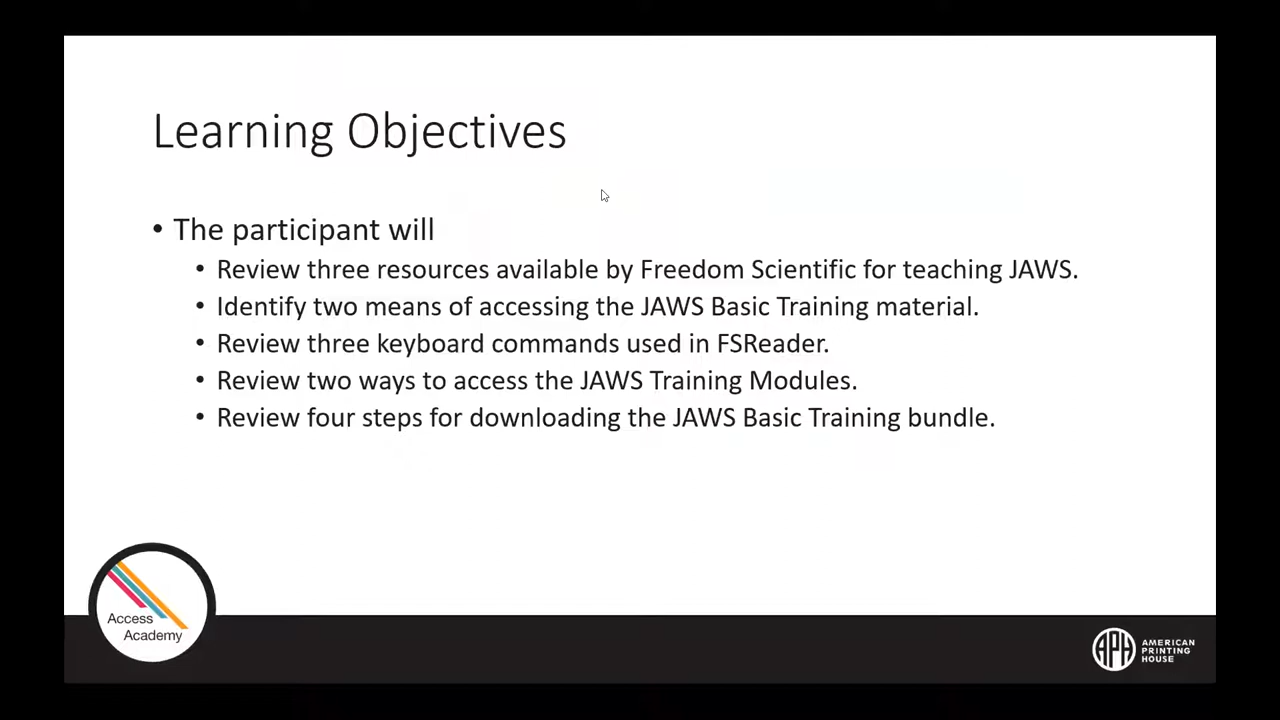 Learning Objectives
• The participant will
• Review three resources available by Freedom Scientific for teaching JAWS.
• Identify two means of accessing the JAWS Basic Training material.
• Review three keyboard commands used in FSReader.
• Review two ways to access the JAWS Training Modules.
• Review four steps for downloading the JAWS Basic Training bundle.
Access
Academy
APH
AMERICAN
PRINTING
HOUSE